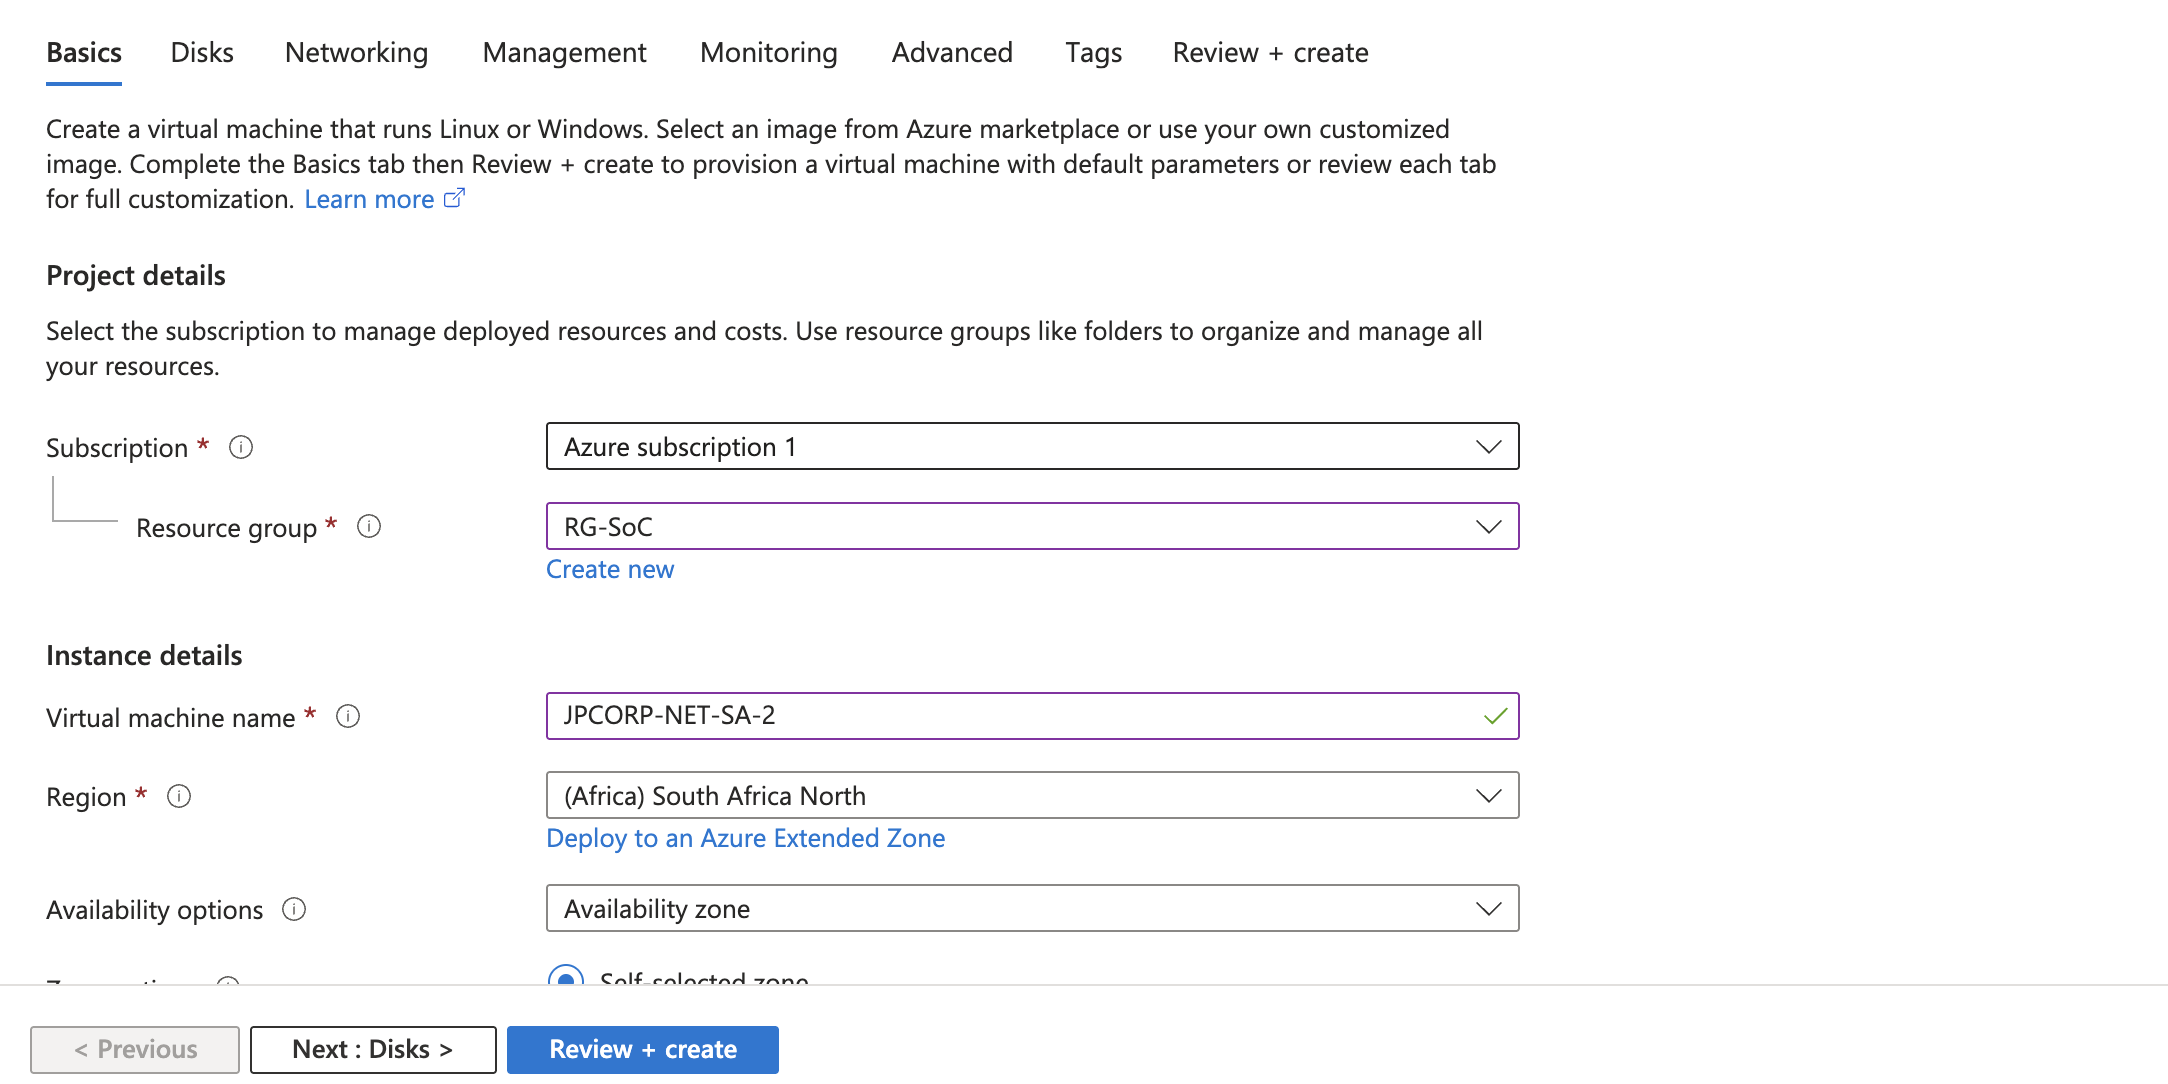 Basics Disks Networking Management Monitoring Advanced Tags Review + create
Create a virtual machine that runs Linux or Windows. Select an image from Azure marketplace or use your own customized
image. Complete the Basics tab then Review + create to provision a virtual machine with default parameters or review each tab
for full customization. Learn more
Project details
Select the subscription to manage deployed resources and costs. Use resource groups like folders to organize and manage all
your resources.
Subscription * Azure subscription 1
Resource group * RG-SoC
Create new
Instance details
Virtual machine name * JPCORP-NET-SA-2
Region * (Africa) South Africa North
Deploy to an Azure Extended Zone
Availability options Availability zone
Self-selected zone
< Previous Next : Disks > Review + create